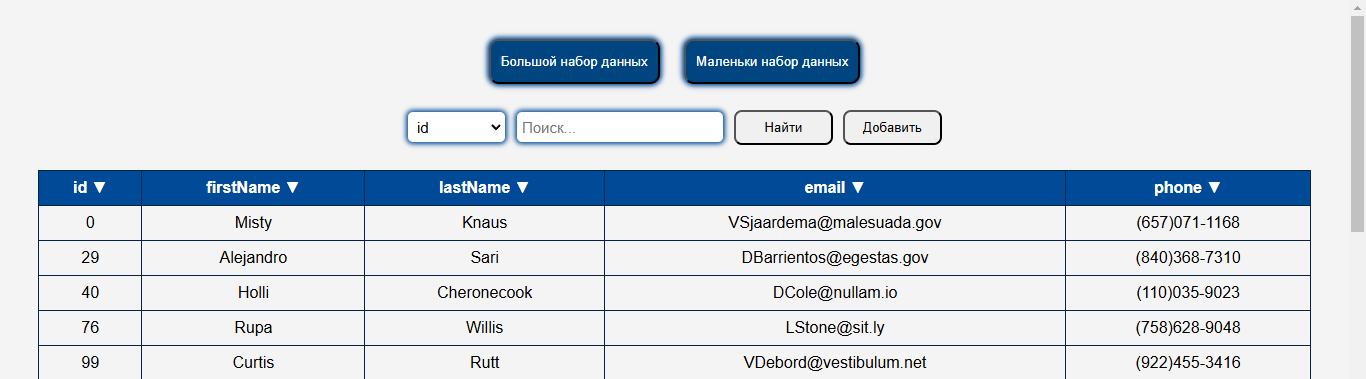 Большой набор данных Маленьки набор данных
id Поиск... Найти Добавить
id ▼ firstName ▼ lastName ▼ email ▼ phone ▼
0 Misty Knaus VSjaardema@malesuada.gov (657)071-1168
29 Alejandro Sari DBarrientos@egestas.gov (840)368-7310
40 Holli Cheronecook DCole@nullam.io (110)035-9023
76 Rupa Willis LStone@sit.ly (758)628-9048
99 Curtis Rutt VDebord@vestibulum.net (922)455-3416